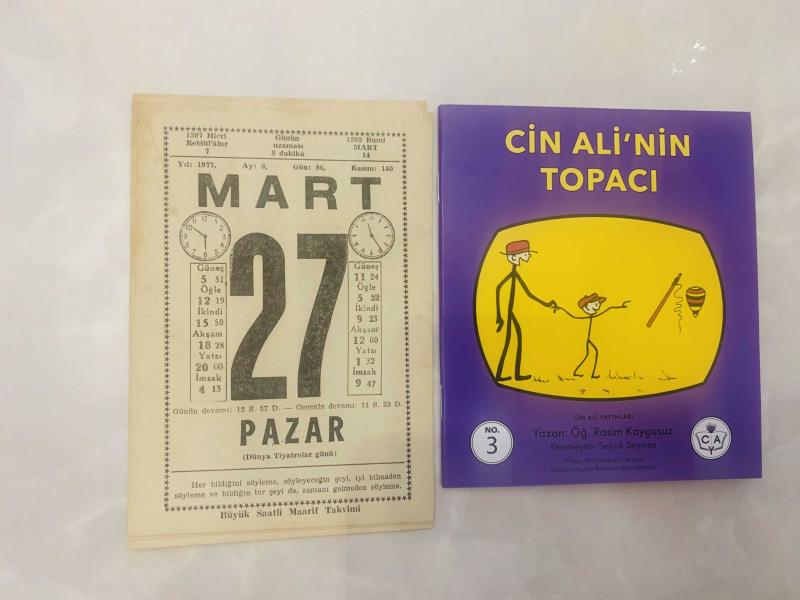 1397 Hicri
Rebiül'âhır
7
Günün
uzaması
3 dakika
1393 Rumî
MART
14
Yıl: 1977, Ay: 3, Gün: 86, Kasım: 140
MART
27
Güneş
5 51
Öğle
12 19
İkindi
15 50
Akşam
18 28
Yatsı
20 00
İmsak
4 13
Güneş
11 24
Öğle
5 52
İkindi
9 23
Akşam
12 00
Yatsı
1 32
İmsak
9 47
Günün devamı: 12 S. 37 D. — Gecenin devamı: 11 S. 23 D.
PAZAR
(Dünya Tiyatrolar günü)
Her bildiğini söyleme, söyleyeceğin şeyi, iyi bilmeden
söyleme ve bildiğin bir şeyi de, zamanı gelmeden söyleme.
Büyük Saatli Maarif Takvimi
CİN ALİ'NİN
TOPACI
CİN ALİ YAYINLARI
NO.
3
Yazan: Öğ. Rasim Kaygusuz
Resimleyen: Selçuk Seymen
C A
Y